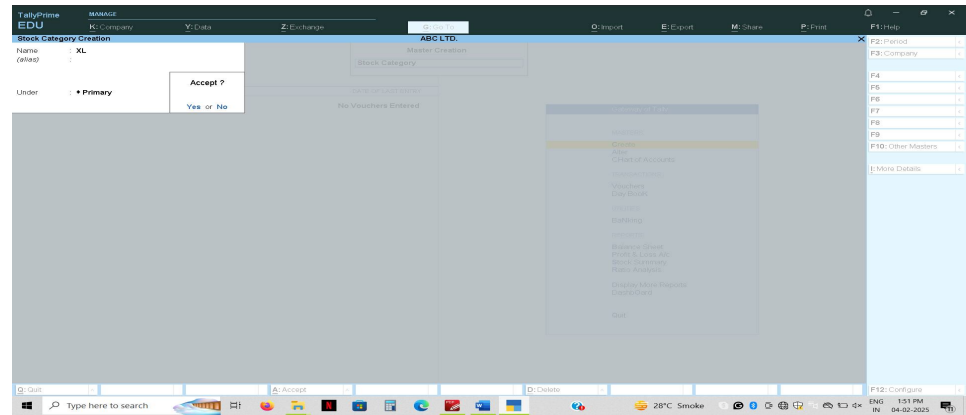 TallyPrime MANAGE
EDU K: Company Y: Data Z: Exchange G: Go To O: Import E: Export M: Share P: Print F1: Help
Stock Category Creation ABC LTD. ×
Name : XL
(alias) :
Under : ♦ Primary
Accept ?
Yes or No
Master Creation
Stock Category
No Vouchers Entered
Create
Alter
Chart of Accounts
Vouchers
Day Book
Banking
Balance Sheet
Profit & Loss A/c
Stock Summary
Ratio Analysis
Display More Reports
Dashboard
Quit
F2: Period
F3: Company
F4
F5
F6
F7
F8
F9
F10: Other Masters
I: More Details
F12: Configure
Q: Quit A: Accept D: Delete
Type here to search 28°C Smoke ENG 1:51 PM
IN 04-02-2025